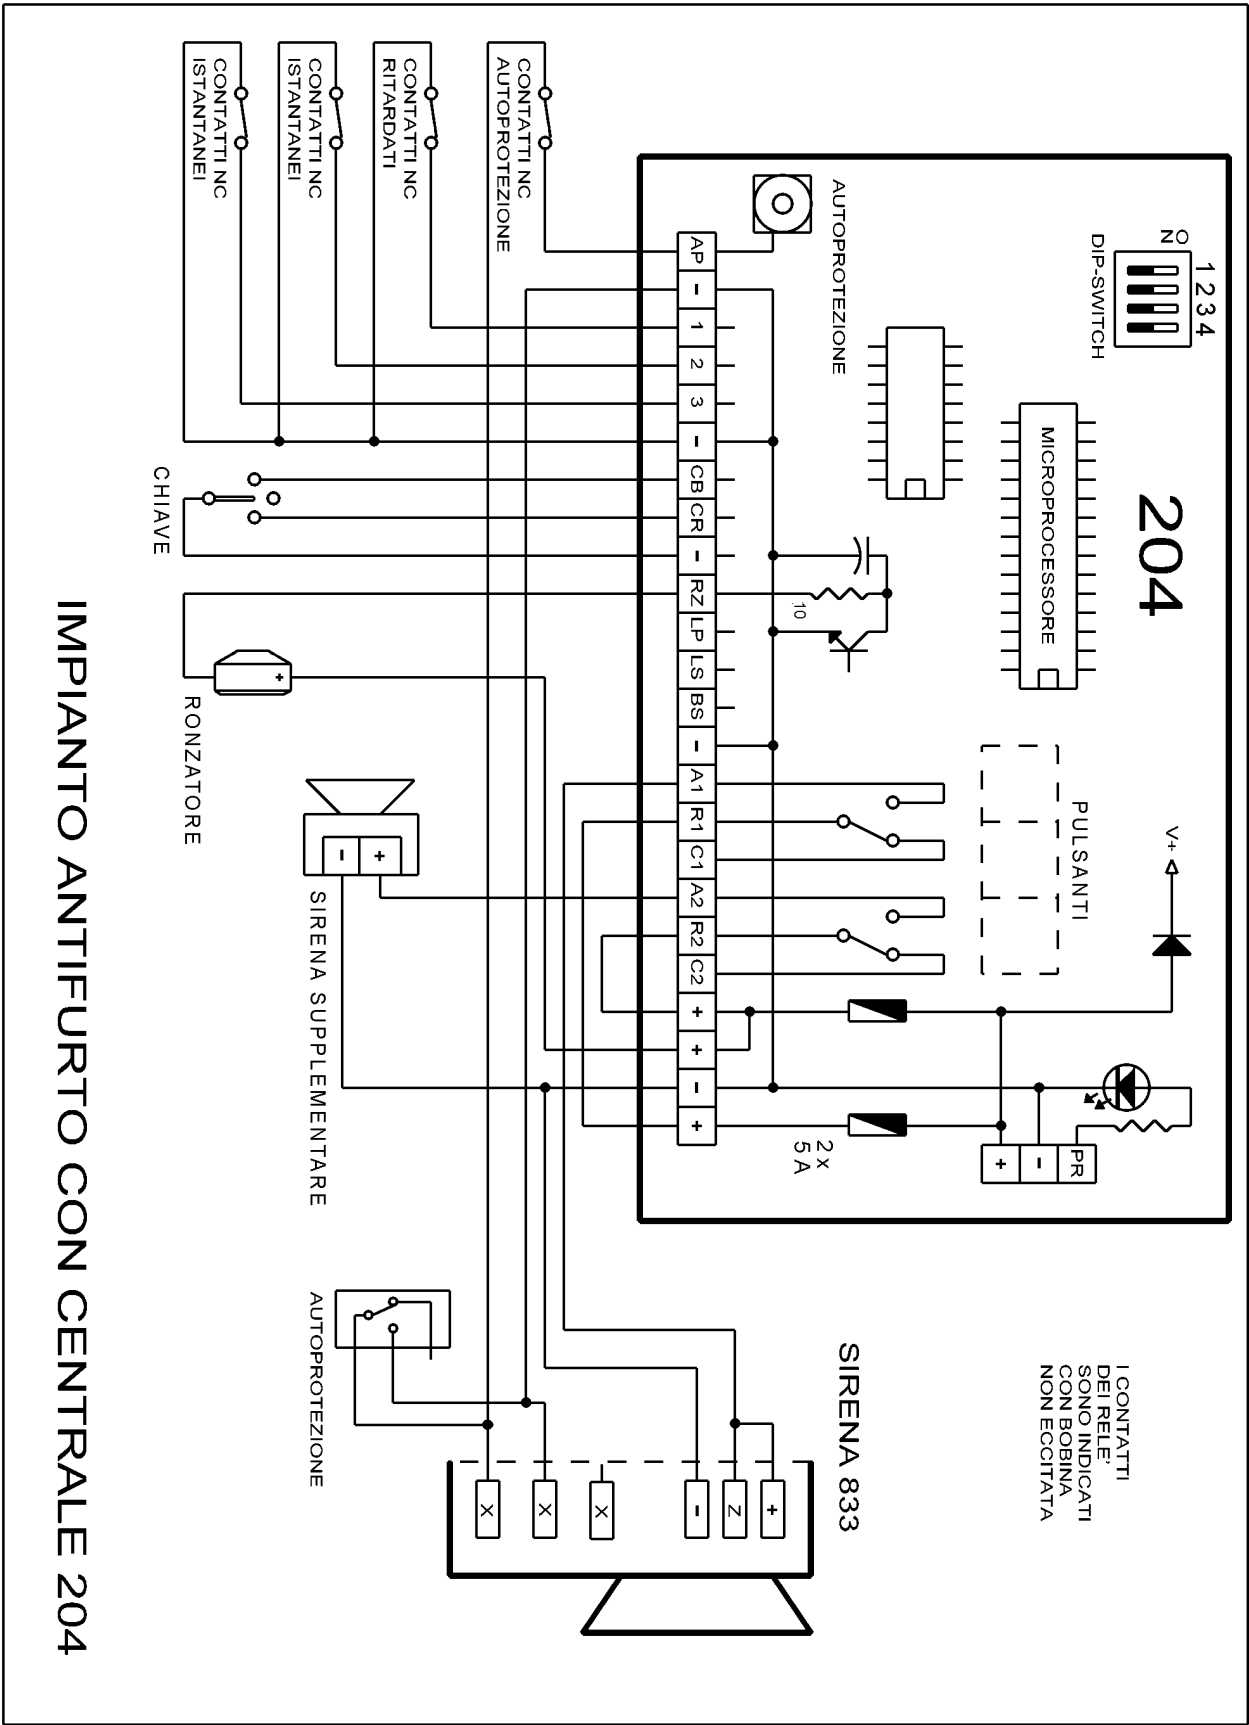 1 2 3 4
O
N
DIP-SWITCH
204
MICROPROCESSORE
AUTOPROTEZIONE
PULSANTI
V+
10
2 x
5 A
PR
-
+
AP
-
1
2
3
-
CB
CR
-
RZ
LP
LS
BS
-
A1
R1
C1
A2
R2
C2
+
+
-
+
CONTATTI NC
AUTOPROTEZIONE
CONTATTI NC
RITARDATI
CONTATTI NC
ISTANTANEI
CONTATTI NC
ISTANTANEI
CHIAVE
+
RONZATORE
+
-
SIRENA SUPPLEMENTARE
AUTOPROTEZIONE
I CONTATTI
DEI RELE'
SONO INDICATI
CON BOBINA
NON ECCITATA
SIRENA 833
+
Z
-
X
X
X
IMPIANTO ANTIFURTO CON CENTRALE 204